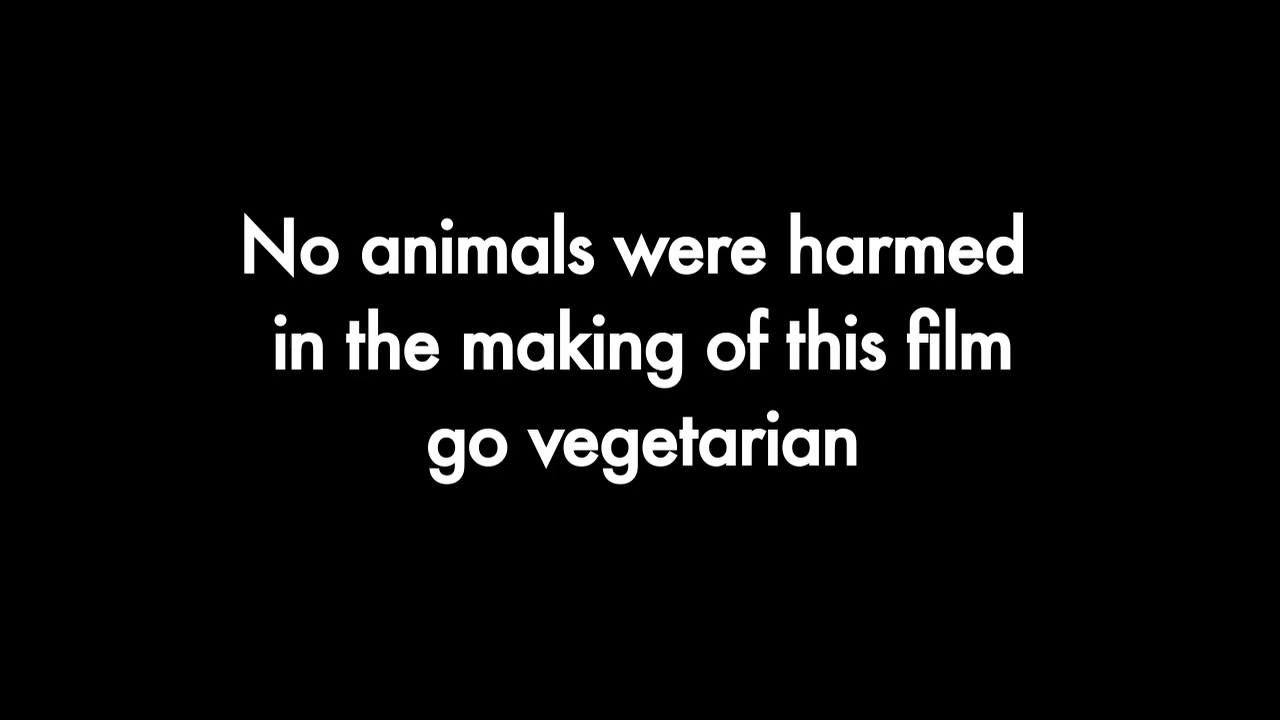 No animals were harmed
in the making of this film
go vegetarian